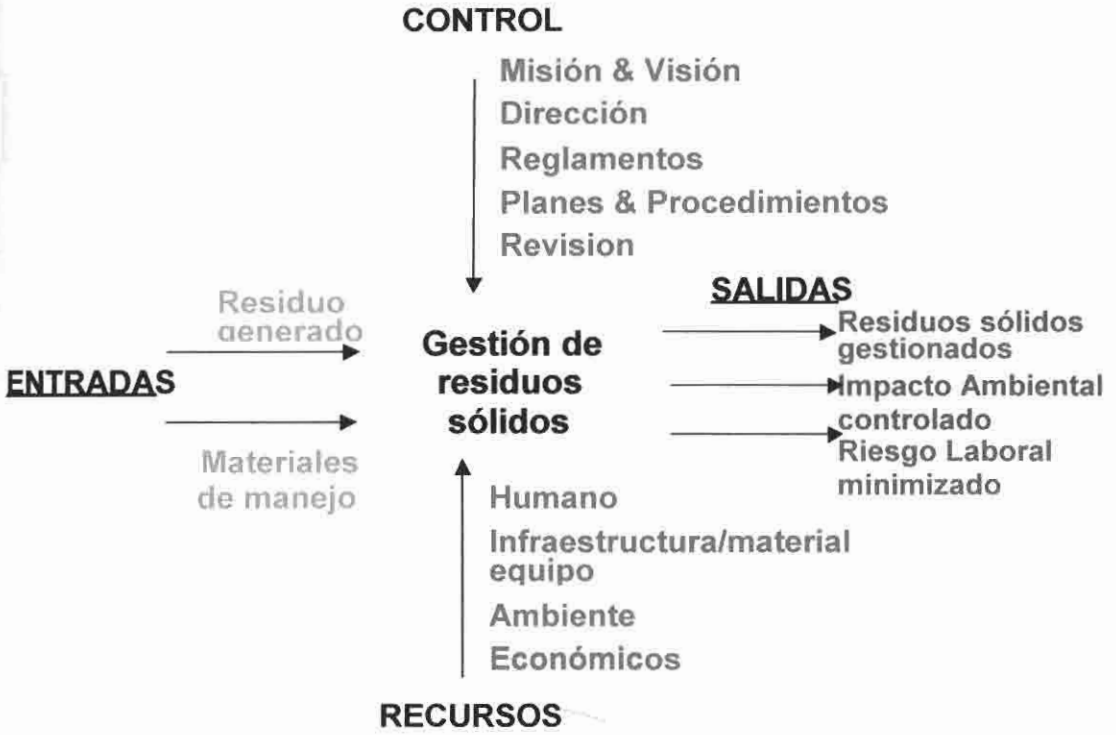 CONTROL
Misión & Visión
Dirección
Reglamentos
Planes & Procedimientos
Revision
ENTRADAS
Residuo
generado
Materiales
de manejo
Gestión de
residuos
sólidos
SALIDAS
Residuos sólidos
gestionados
Impacto Ambiental
controlado
Riesgo Laboral
minimizado
Humano
Infraestructura/material
equipo
Ambiente
Económicos
RECURSOS